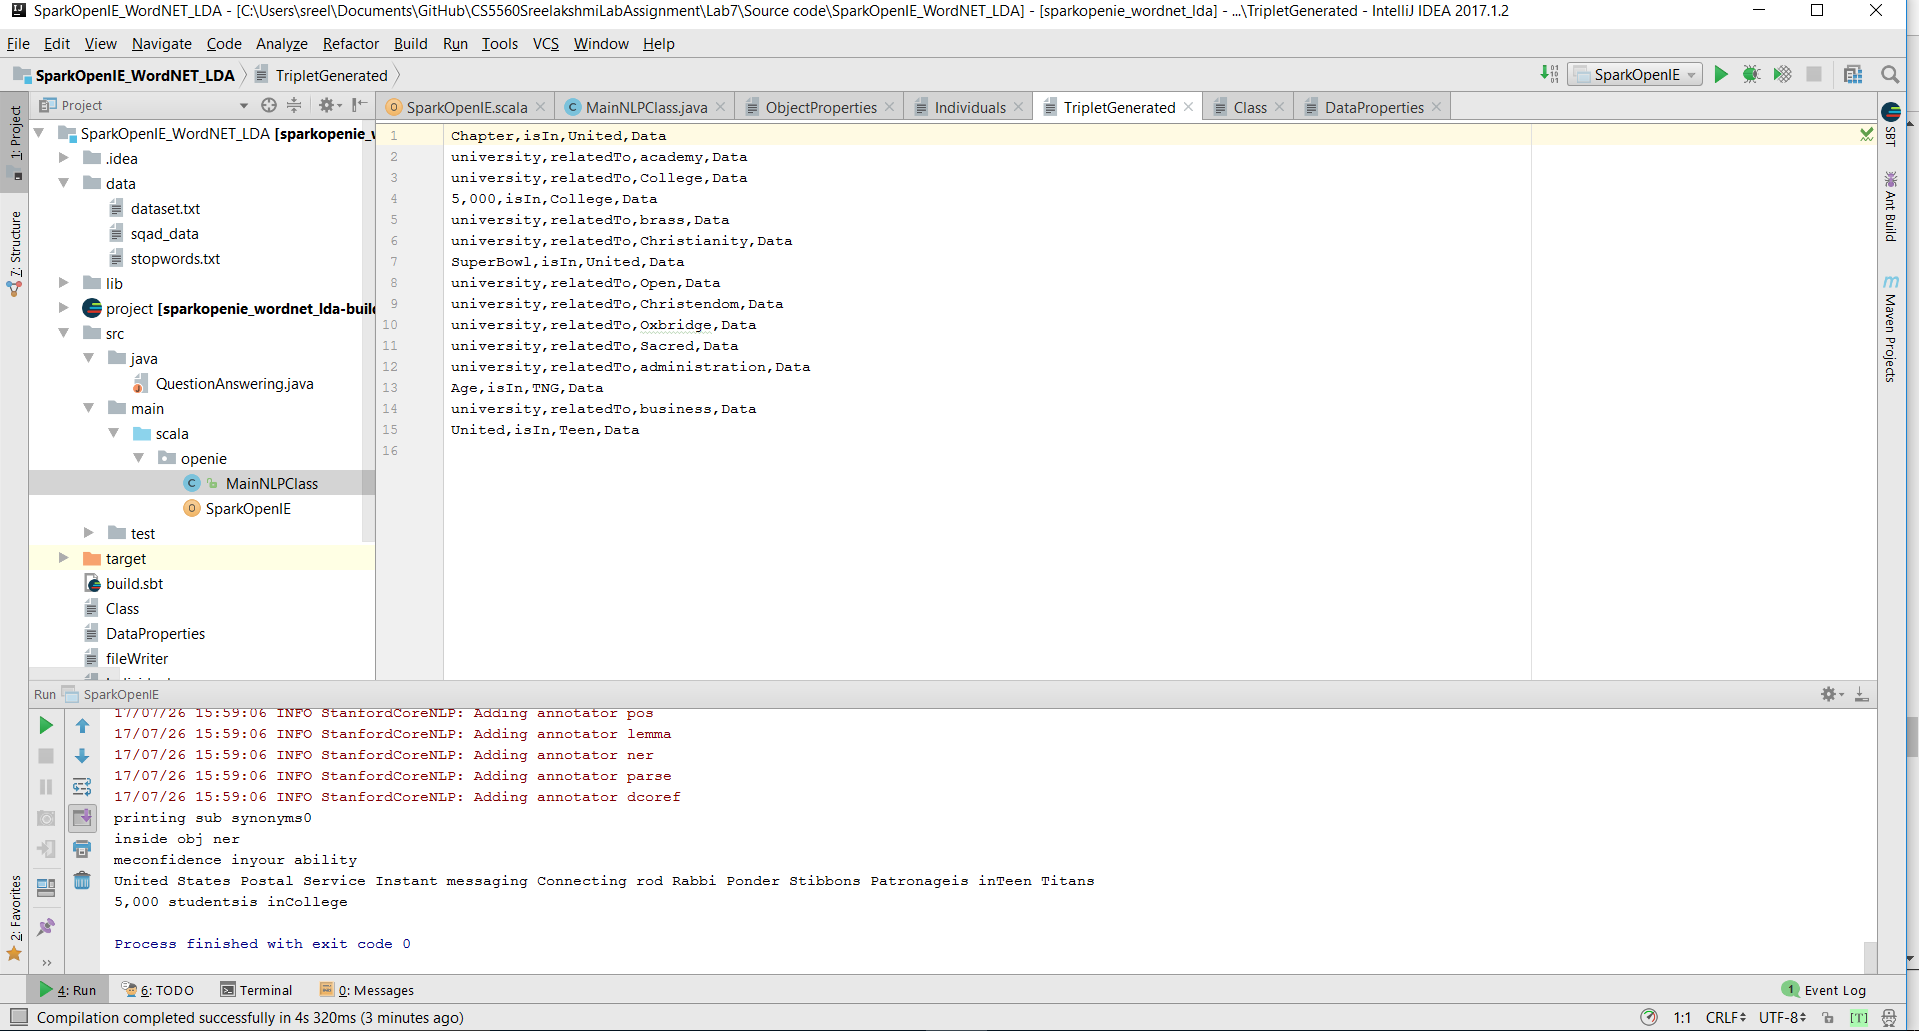 SparkOpenIE_WordNET_LDA - [C:\Users\sreel\Documents\GitHub\CS5560SreelakshmiLabAssignment\Lab7\Source code\SparkOpenIE_WordNET_LDA] - [sparkopenie_wordnet_lda] - ...\TripletGenerated - IntelliJ IDEA 2017.1.2
File Edit View Navigate Code Analyze Refactor Build Run Tools VCS Window Help
SparkOpenIE_WordNET_LDA TripletGenerated
SparkOpenIE
Project
SparkOpenIE.scala MainNLPClass.java ObjectProperties Individuals TripletGenerated Class DataProperties
1: Project
7: Structure
2: Favorites
SparkOpenIE_WordNET_LDA [sparkopenie_w
.idea
data
dataset.txt
sqad_data
stopwords.txt
lib
project [sparkopenie_wordnet_lda-build
src
java
QuestionAnswering.java
main
scala
openie
MainNLPClass
SparkOpenIE
test
target
build.sbt
Class
DataProperties
fileWriter
1 Chapter,isIn,United,Data
2 university,relatedTo,academy,Data
3 university,relatedTo,College,Data
4 5,000,isIn,College,Data
5 university,relatedTo,brass,Data
6 university,relatedTo,Christianity,Data
7 SuperBowl,isIn,United,Data
8 university,relatedTo,Open,Data
9 university,relatedTo,Christendom,Data
10 university,relatedTo,Oxbridge,Data
11 university,relatedTo,Sacred,Data
12 university,relatedTo,administration,Data
13 Age,isIn,TNG,Data
14 university,relatedTo,business,Data
15 United,isIn,Teen,Data
16
SBT
Ant Build
Maven Projects
Run SparkOpenIE
17/07/26 15:59:06 INFO StanfordCoreNLP: Adding annotator pos
17/07/26 15:59:06 INFO StanfordCoreNLP: Adding annotator lemma
17/07/26 15:59:06 INFO StanfordCoreNLP: Adding annotator ner
17/07/26 15:59:06 INFO StanfordCoreNLP: Adding annotator parse
17/07/26 15:59:06 INFO StanfordCoreNLP: Adding annotator dcoref
printing sub synonyms0
inside obj ner
meconfidence inyour ability
United States Postal Service Instant messaging Connecting rod Rabbi Ponder Stibbons Patronageis inTeen Titans
5,000 studentsis inCollege
Process finished with exit code 0
4: Run 6: TODO Terminal 0: Messages 1 Event Log
Compilation completed successfully in 4s 320ms (3 minutes ago) 1:1 CRLF UTF-8 [T]